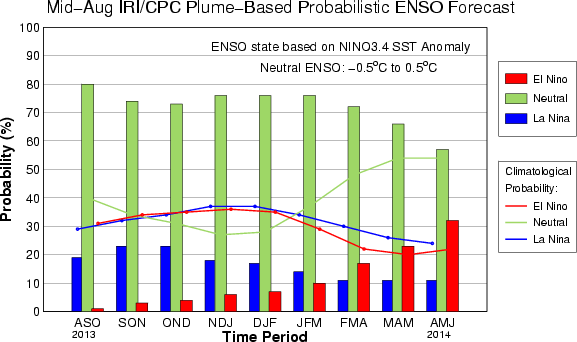 Mid−Aug IRI/CPC Plume−Based Probabilistic ENSO Forecast
ENSO state based on NINO3.4 SST Anomaly
Neutral ENSO: −0.5°C to 0.5°C
Probability (%)
100
90
80
70
60
50
40
30
20
10
0
ASO SON OND NDJ DJF JFM FMA MAM AMJ
2013 2014
Time Period
El Nino
Neutral
La Nina
Climatological
Probability:
El Nino
Neutral
La Nina